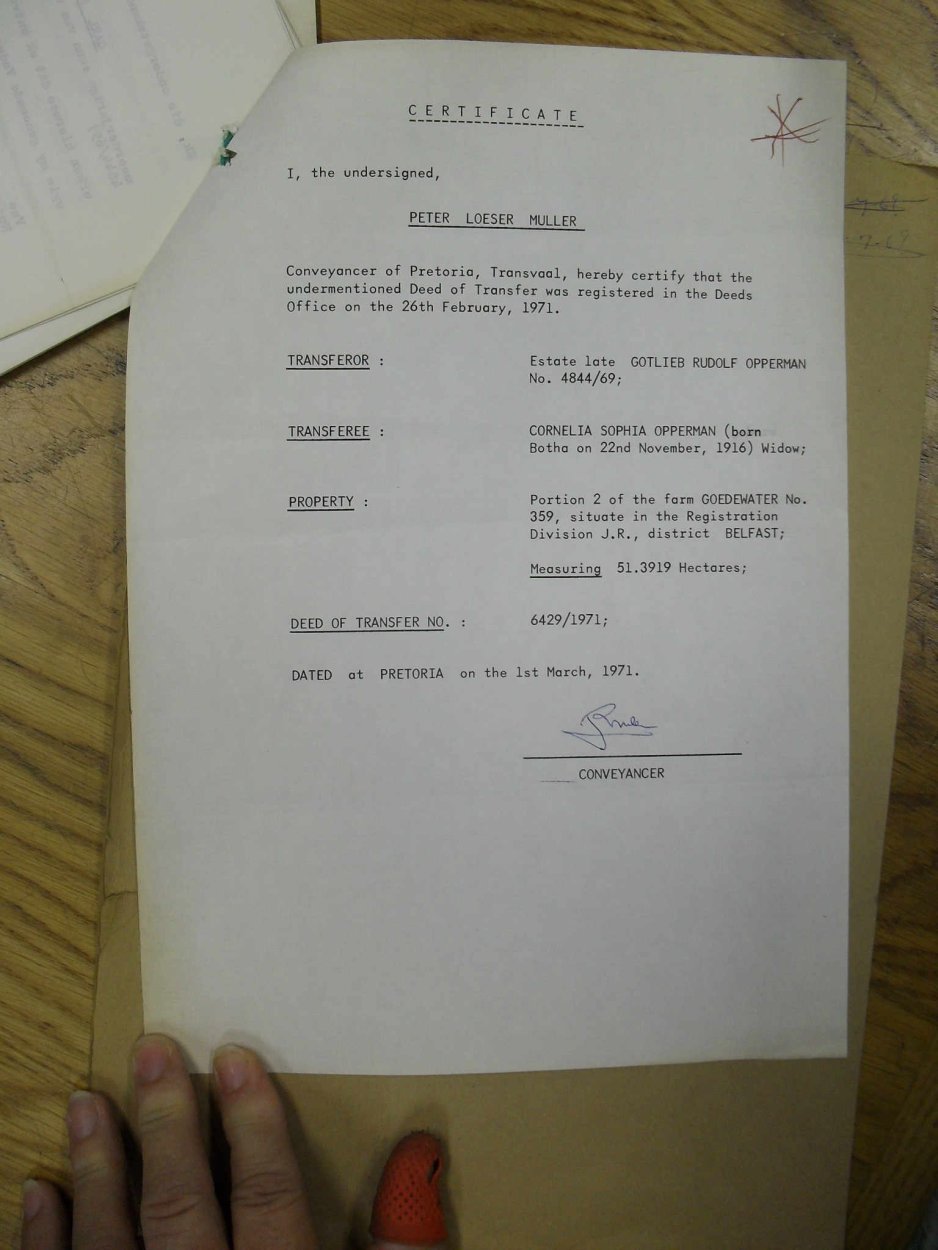 CERTIFICATE
I, the undersigned,
PETER LOESER MULLER
Conveyancer of Pretoria, Transvaal, hereby certify that the
undermentioned Deed of Transfer was registered in the Deeds
Office on the 26th February, 1971.
TRANSFEROR : Estate late GOTLIEB RUDOLF OPPERMAN
No. 4844/69;
TRANSFEREE : CORNELIA SOPHIA OPPERMAN (born
Botha on 22nd November, 1916) Widow;
PROPERTY : Portion 2 of the farm GOEDEWATER No.
359, situate in the Registration
Division J.R., district BELFAST;
Measuring 51.3919 Hectares;
DEED OF TRANSFER NO. : 6429/1971;
DATED at PRETORIA on the 1st March, 1971.
CONVEYANCER